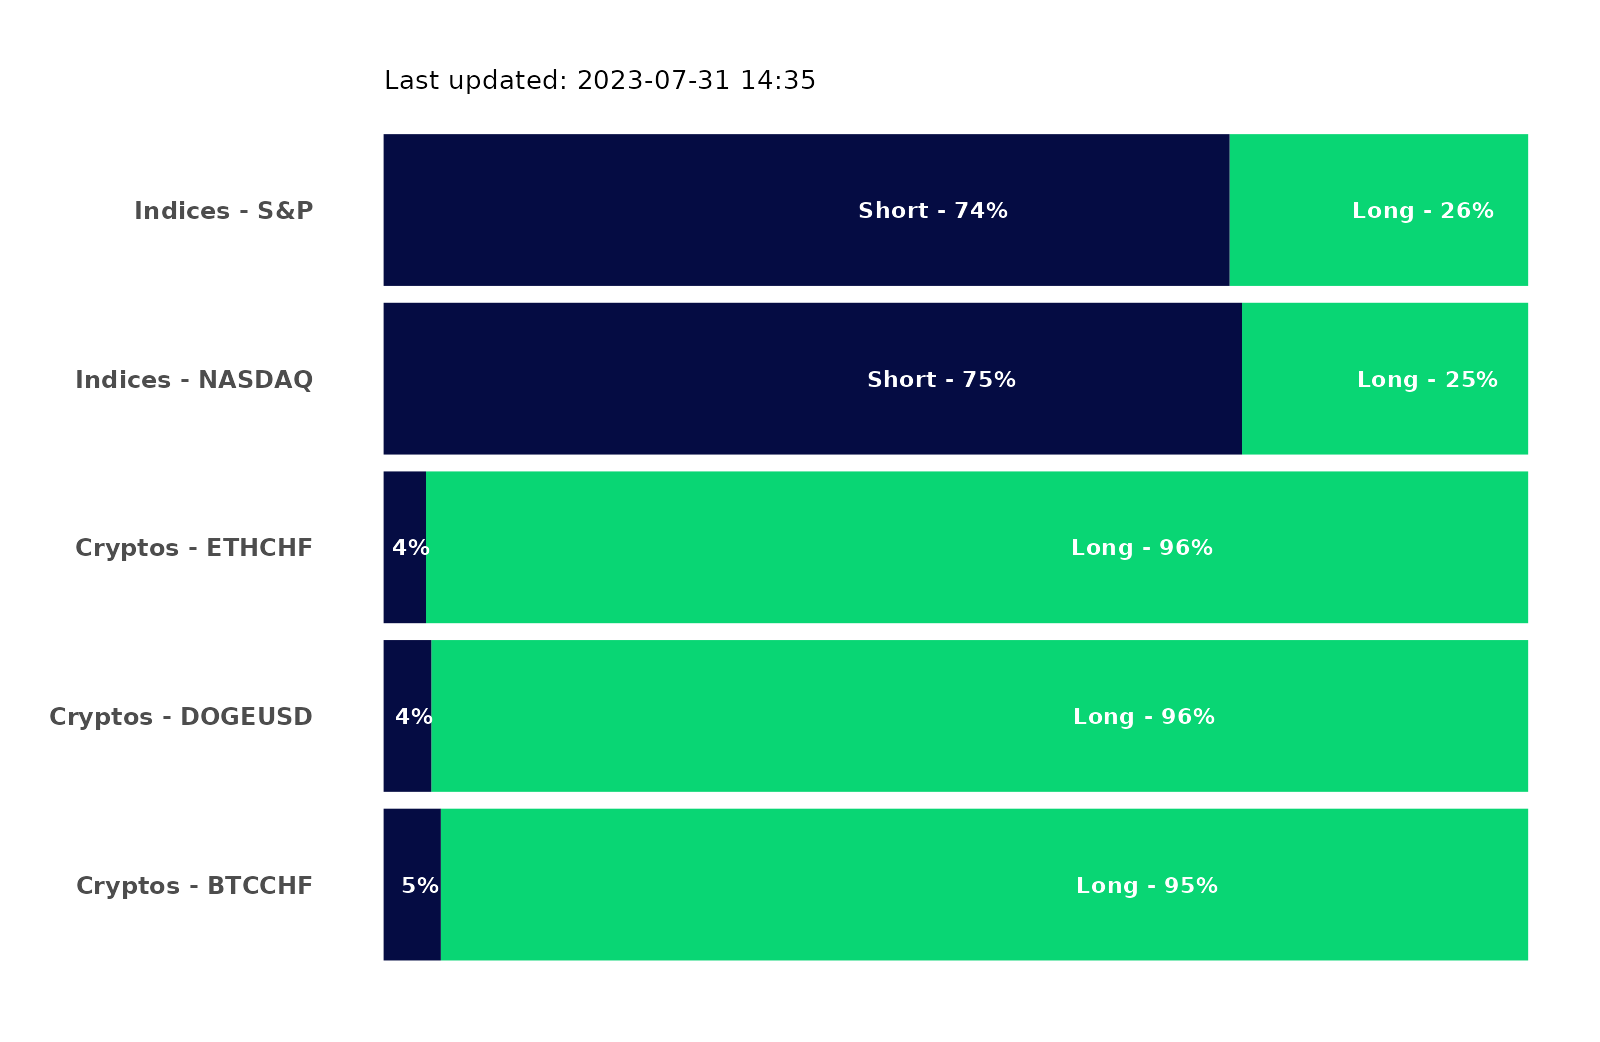 Last updated: 2023-07-31 14:35
Indices - S&P Short - 74% Long - 26%
Indices - NASDAQ Short - 75% Long - 25%
Cryptos - ETHCHF 4% Long - 96%
Cryptos - DOGEUSD 4% Long - 96%
Cryptos - BTCCHF 5% Long - 95%